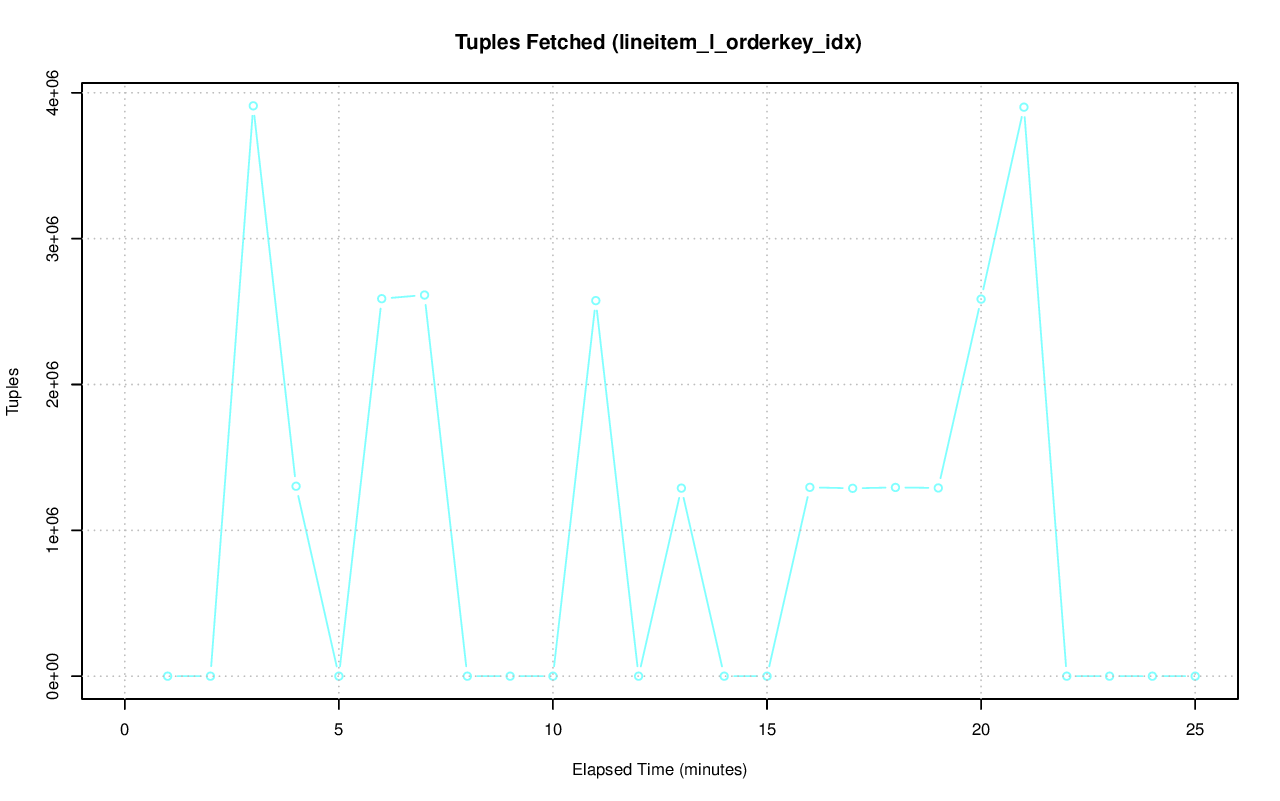 Tuples Fetched (lineitem_l_orderkey_idx)
Tuples
4e+06
3e+06
2e+06
1e+06
0e+00
0 5 10 15 20 25
Elapsed Time (minutes)